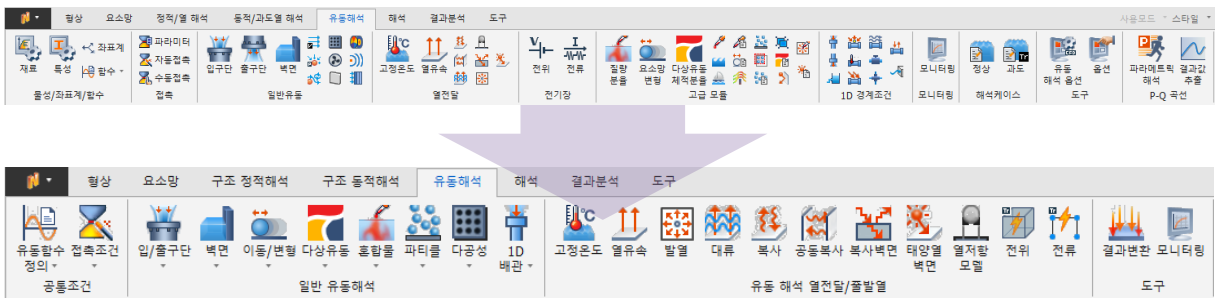 형상 요소망 정적/열 해석 동적/과도열 해석 유동해석 해석 결과분석 도구 사용모드 스타일
재료 특성 좌표계 함수
파라미터 자동접촉 수동접촉
입구단 출구단 벽면
고정온도 열유속
전위 전류
질량 분율 요소망 변형 다상유동 체적분율
모니터링
정상 과도
유동 해석 옵션 옵션
파라메트릭 해석 결과값 추출
물성/좌표계/함수 접촉 일반유동 열전달 전기장 고급 모듈 1D 경계조건 모니터링 해석케이스 도구 P-Q 곡선
형상 요소망 구조 정적해석 구조 동적해석 유동해석 해석 결과분석 도구
유동함수 정의 접촉조건
입/출구단 벽면 이동/변형 다상유동 혼합물 파티클 다공성 1D 배관
고정온도 열유속 발열 대류 복사 공동복사 복사벽면 태양열 벽면 열저항 모델 전위 전류
결과변환 모니터링
공통조건 일반 유동해석 유동 해석 열전달/줄발열 도구